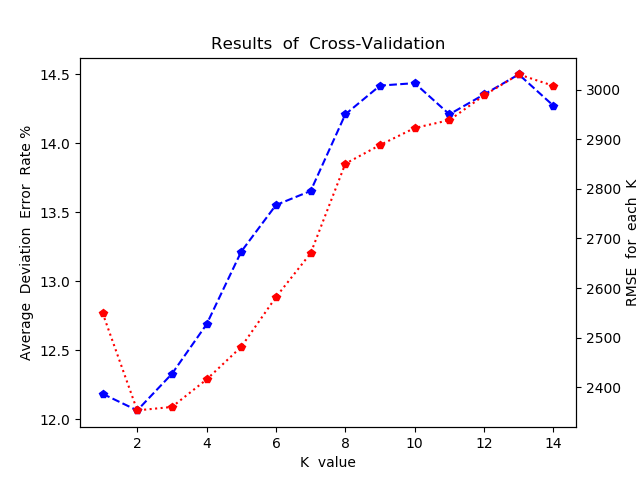 Results of Cross-Validation
14.5
14.0
13.5
13.0
12.5
12.0
Average Deviation Error Rate %
3000
2900
2800
2700
2600
2500
2400
RMSE for each K
2 4 6 8 10 12 14
K value